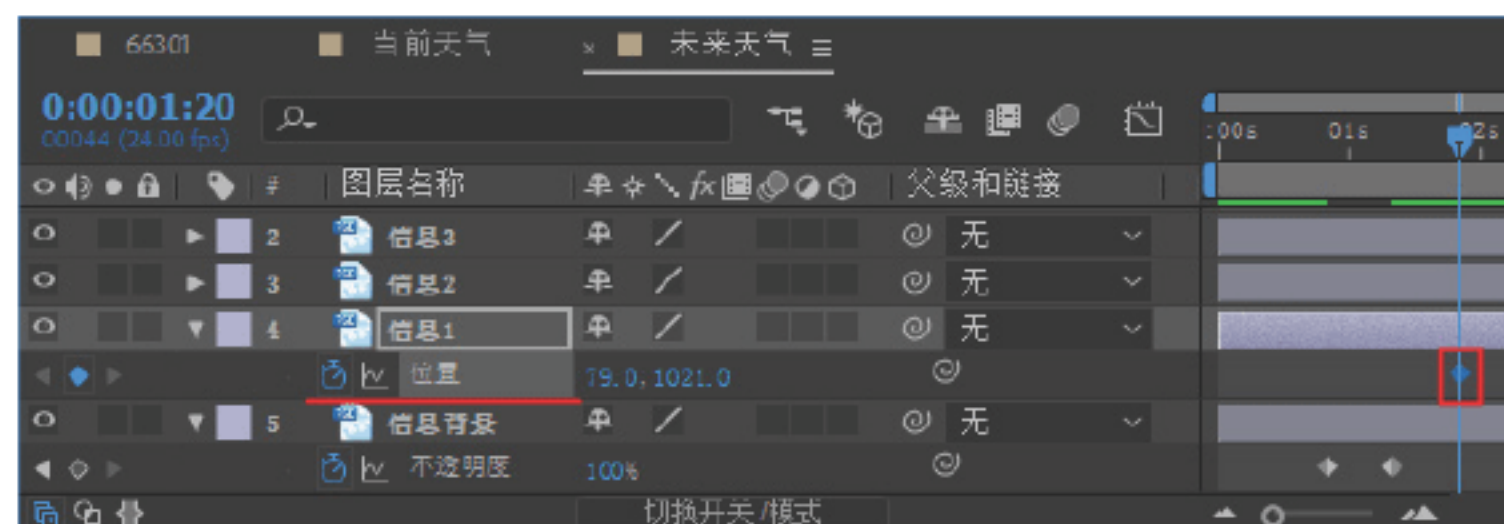 66301 当前天气 × 未来天气 ≡
0:00:01:20
00044 (24.00 fps)
:00s 01s 02s
# 图层名称 fx 父级和链接
2 信息3 无
3 信息2 无
4 信息1 无
位置 79.0, 1021.0
5 信息背景 无
不透明度 100%
切换开关/模式